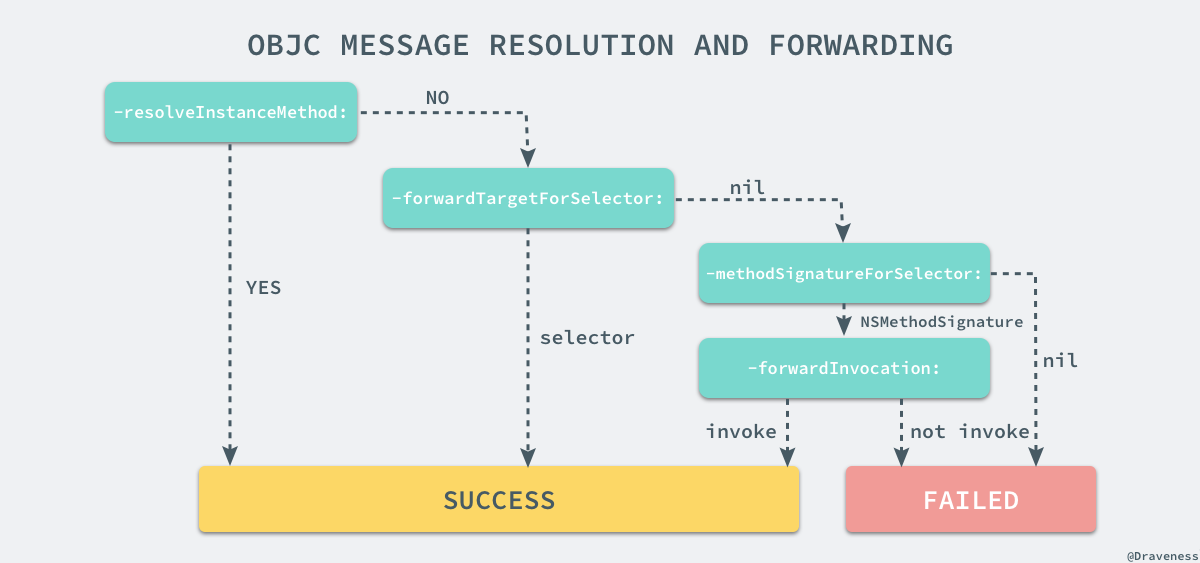 OBJC MESSAGE RESOLUTION AND FORWARDING
-resolveInstanceMethod:
NO
-forwardTargetForSelector:
nil
-methodSignatureForSelector:
YES
NSMethodSignature
selector
nil
-forwardInvocation:
invoke
not invoke
SUCCESS
FAILED
@Draveness